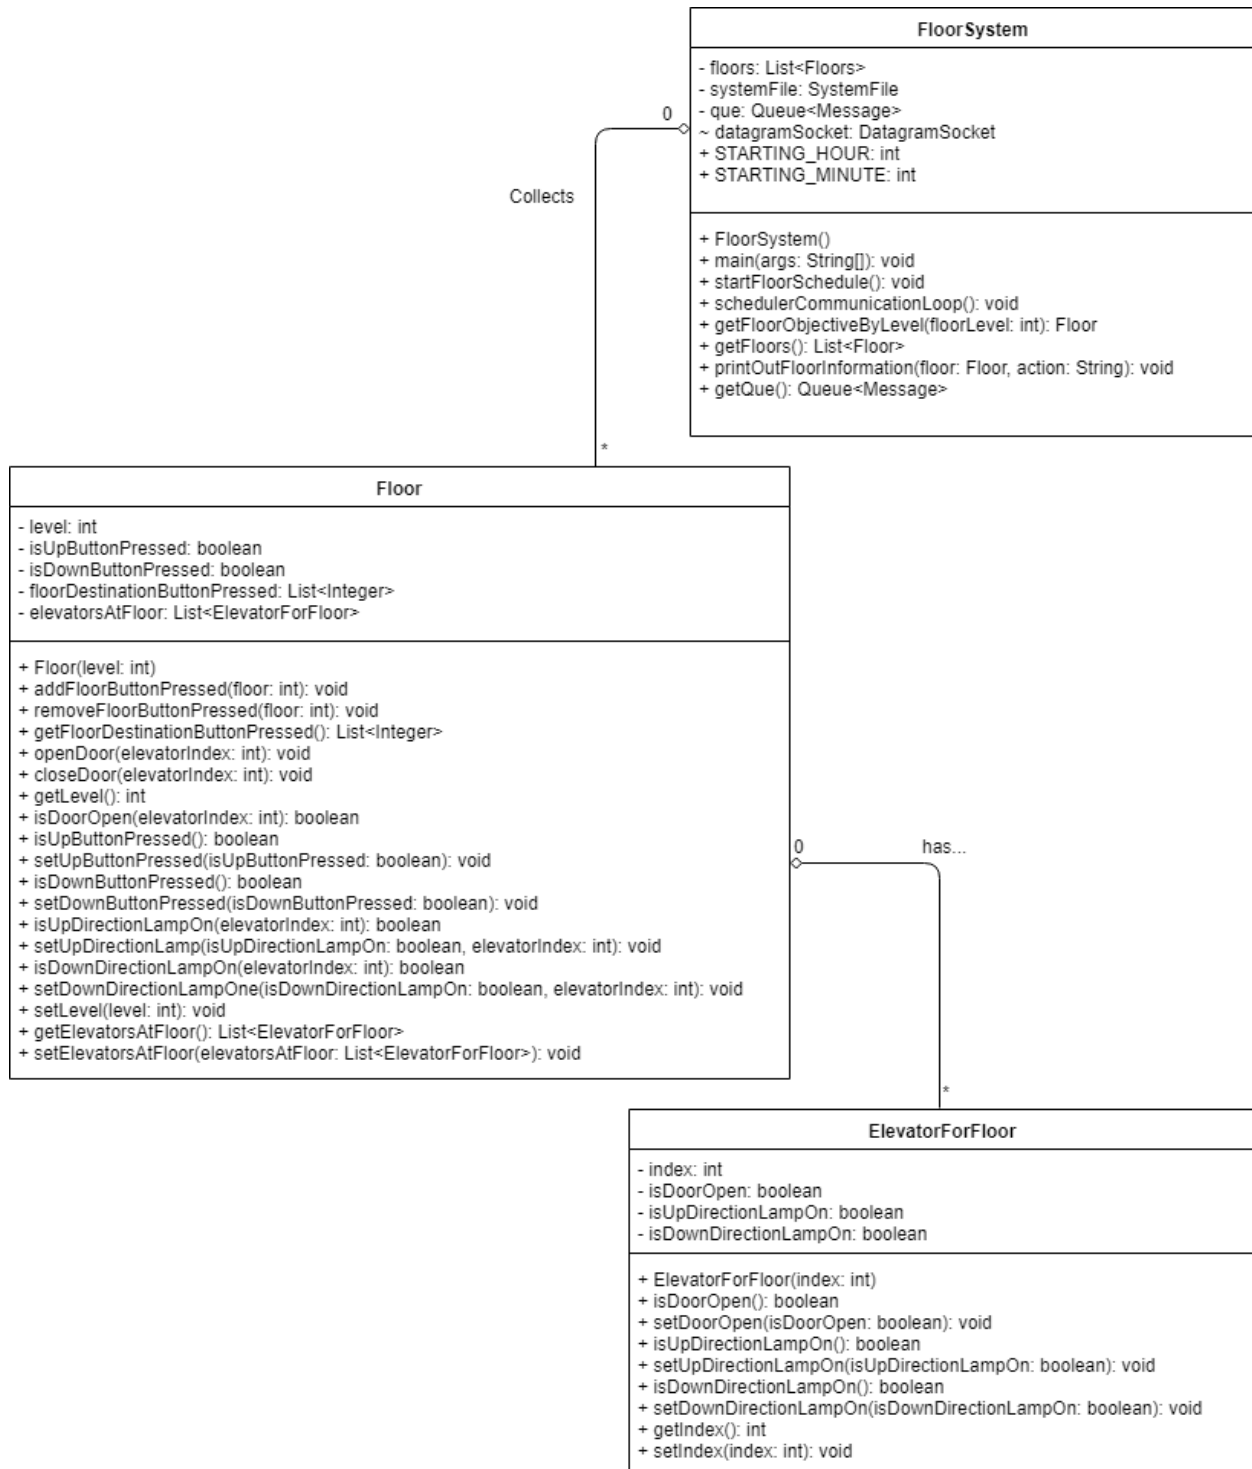 FloorSystem
- floors: List<Floors>
- systemFile: SystemFile
- que: Queue<Message>
~ datagramSocket: DatagramSocket
+ STARTING_HOUR: int
+ STARTING_MINUTE: int
+ FloorSystem()
+ main(args: String[]): void
+ startFloorSchedule(): void
+ schedulerCommunicationLoop(): void
+ getFloorObjectiveByLevel(floorLevel: int): Floor
+ getFloors(): List<Floor>
+ printOutFloorInformation(floor: Floor, action: String): void
+ getQue(): Queue<Message>
0
Collects
*
Floor
- level: int
- isUpButtonPressed: boolean
- isDownButtonPressed: boolean
- floorDestinationButtonPressed: List<Integer>
- elevatorsAtFloor: List<ElevatorForFloor>
+ Floor(level: int)
+ addFloorButtonPressed(floor: int): void
+ removeFloorButtonPressed(floor: int): void
+ getFloorDestinationButtonPressed(): List<Integer>
+ openDoor(elevatorIndex: int): void
+ closeDoor(elevatorIndex: int): void
+ getLevel(): int
+ isDoorOpen(elevatorIndex: int): boolean
+ isUpButtonPressed(): boolean
+ setUpButtonPressed(isUpButtonPressed: boolean): void
+ isDownButtonPressed(): boolean
+ setDownButtonPressed(isDownButtonPressed: boolean): void
+ isUpDirectionLampOn(elevatorIndex: int): boolean
+ setUpDirectionLamp(isUpDirectionLampOn: boolean, elevatorIndex: int): void
+ isDownDirectionLampOn(elevatorIndex: int): boolean
+ setDownDirectionLampOne(isDownDirectionLampOn: boolean, elevatorIndex: int): void
+ setLevel(level: int): void
+ getElevatorsAtFloor(): List<ElevatorForFloor>
+ setElevatorsAtFloor(elevatorsAtFloor: List<ElevatorForFloor>): void
0
has...
*
ElevatorForFloor
- index: int
- isDoorOpen: boolean
- isUpDirectionLampOn: boolean
- isDownDirectionLampOn: boolean
+ ElevatorForFloor(index: int)
+ isDoorOpen(): boolean
+ setDoorOpen(isDoorOpen: boolean): void
+ isUpDirectionLampOn(): boolean
+ setUpDirectionLampOn(isUpDirectionLampOn: boolean): void
+ isDownDirectionLampOn(): boolean
+ setDownDirectionLampOn(isDownDirectionLampOn: boolean): void
+ getIndex(): int
+ setIndex(index: int): void